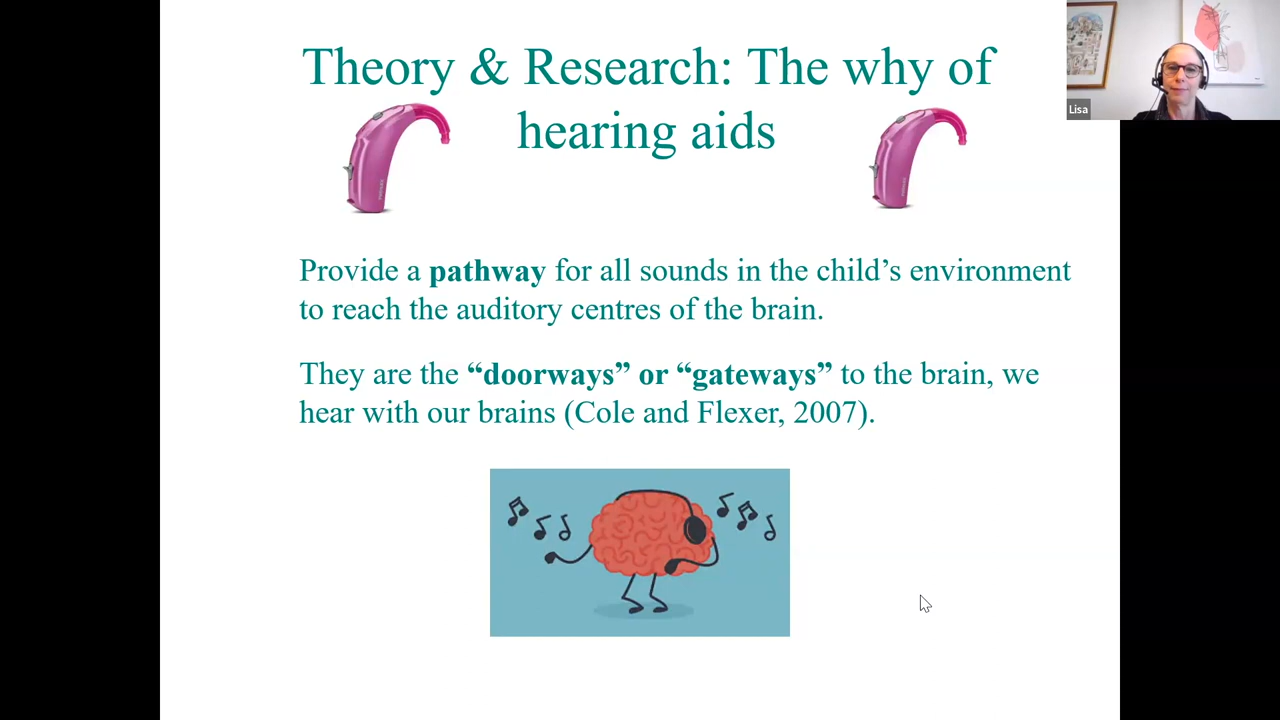 Theory & Research: The why of
hearing aids
Lisa
Provide a pathway for all sounds in the child’s environment
to reach the auditory centres of the brain.
They are the “doorways” or “gateways” to the brain, we
hear with our brains (Cole and Flexer, 2007).